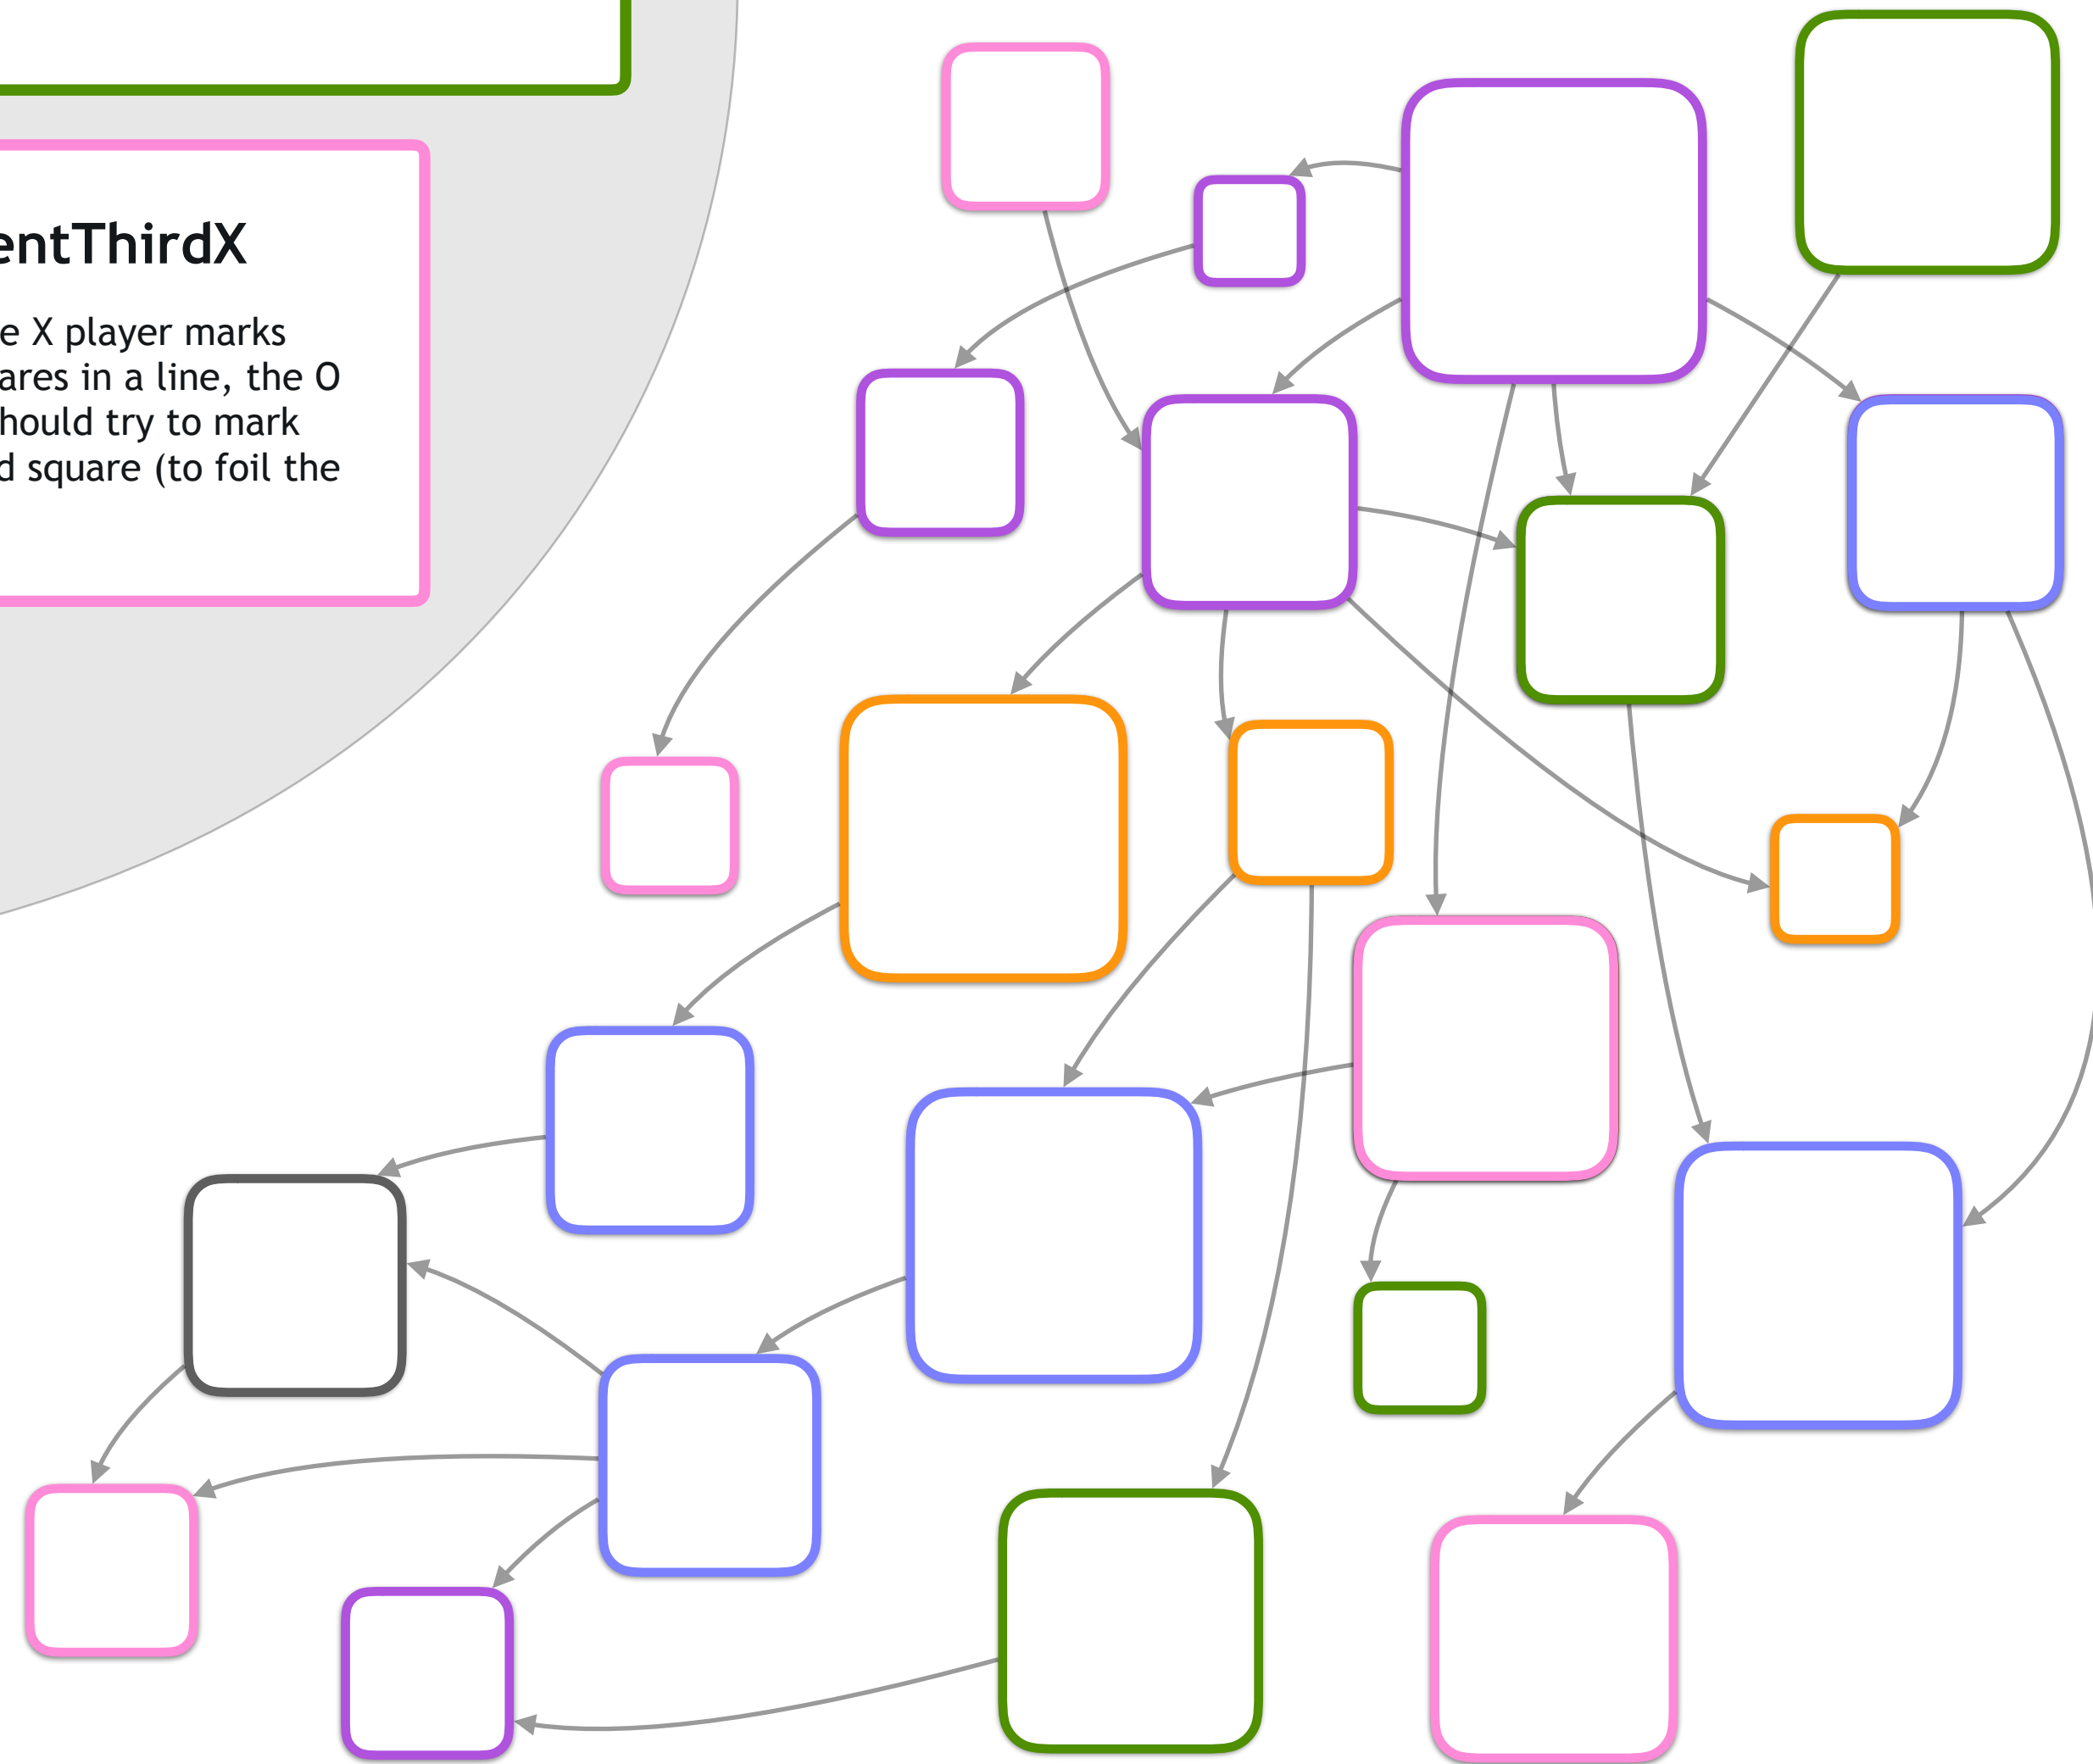 entThirdX
e X player marks
ares in a line, the O
hould try to mark
d square (to foil the